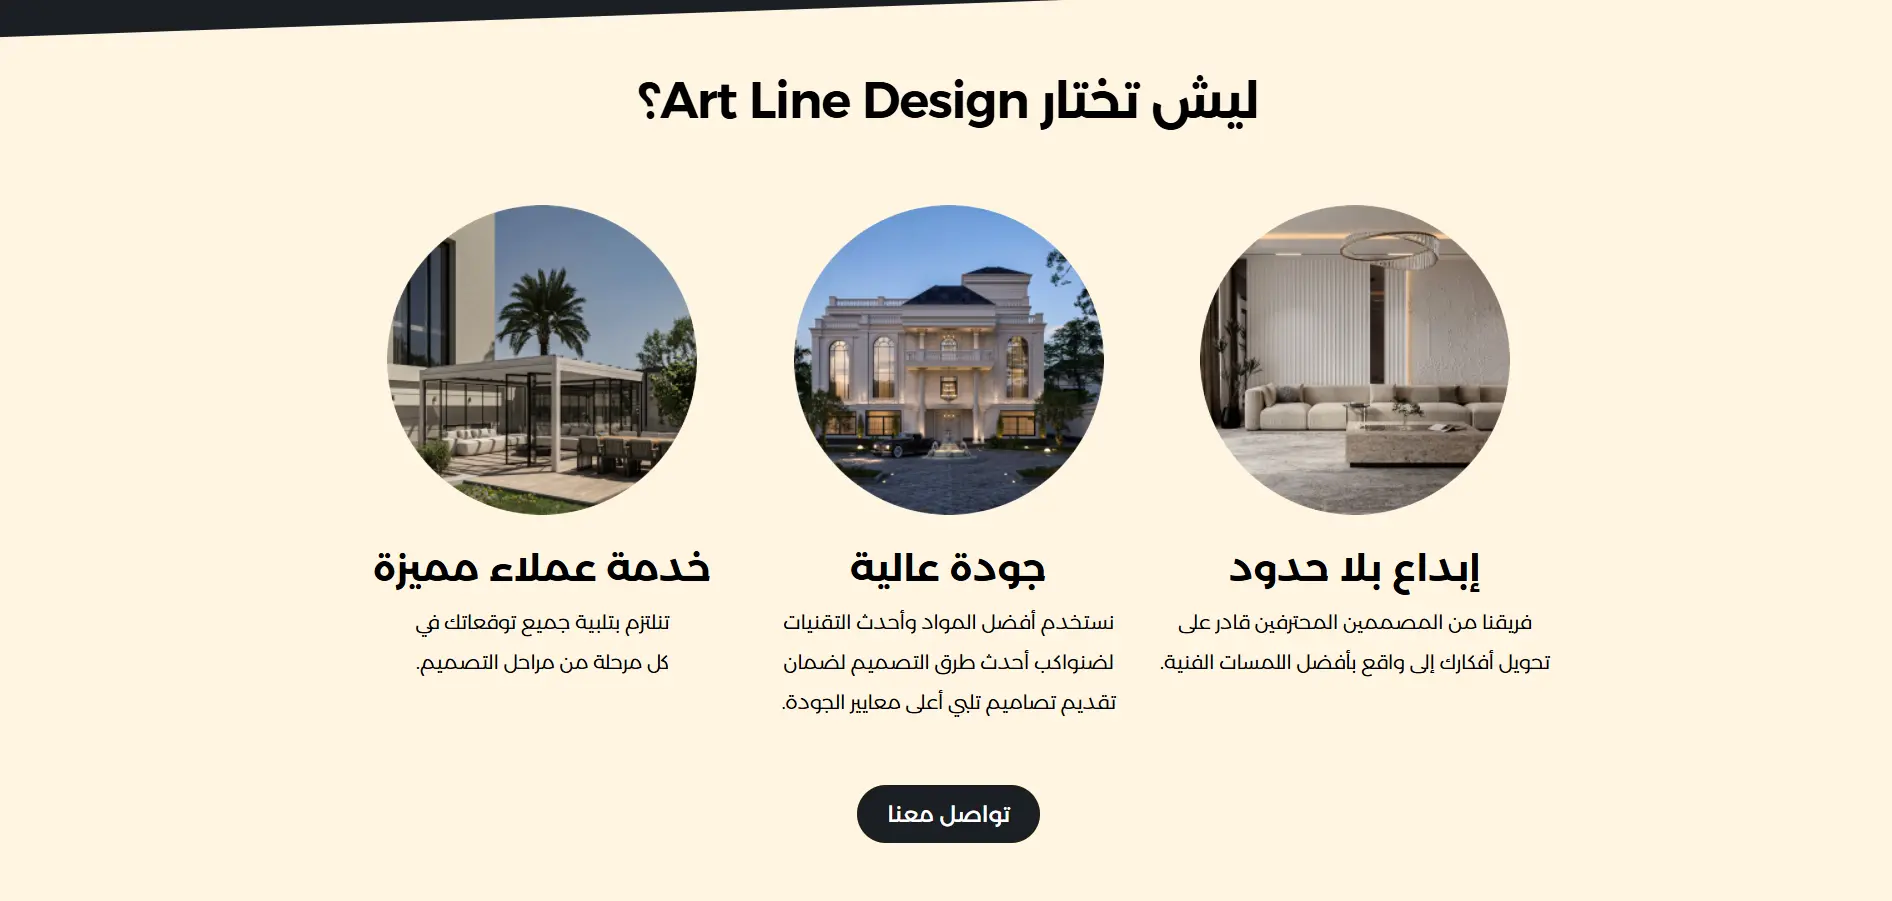 ليش تختار Art Line Design؟
إبداع بلا حدود
فريقنا من المصممين المحترفين قادر على
تحويل أفكارك إلى واقع بأفضل اللمسات الفنية.
جودة عالية
نستخدم أفضل المواد وأحدث التقنيات
لضنواكب أحدث طرق التصميم لضمان
تقديم تصاميم تلبي أعلى معايير الجودة.
خدمة عملاء مميزة
تنلتزم بتلبية جميع توقعاتك في
كل مرحلة من مراحل التصميم.
تواصل معنا